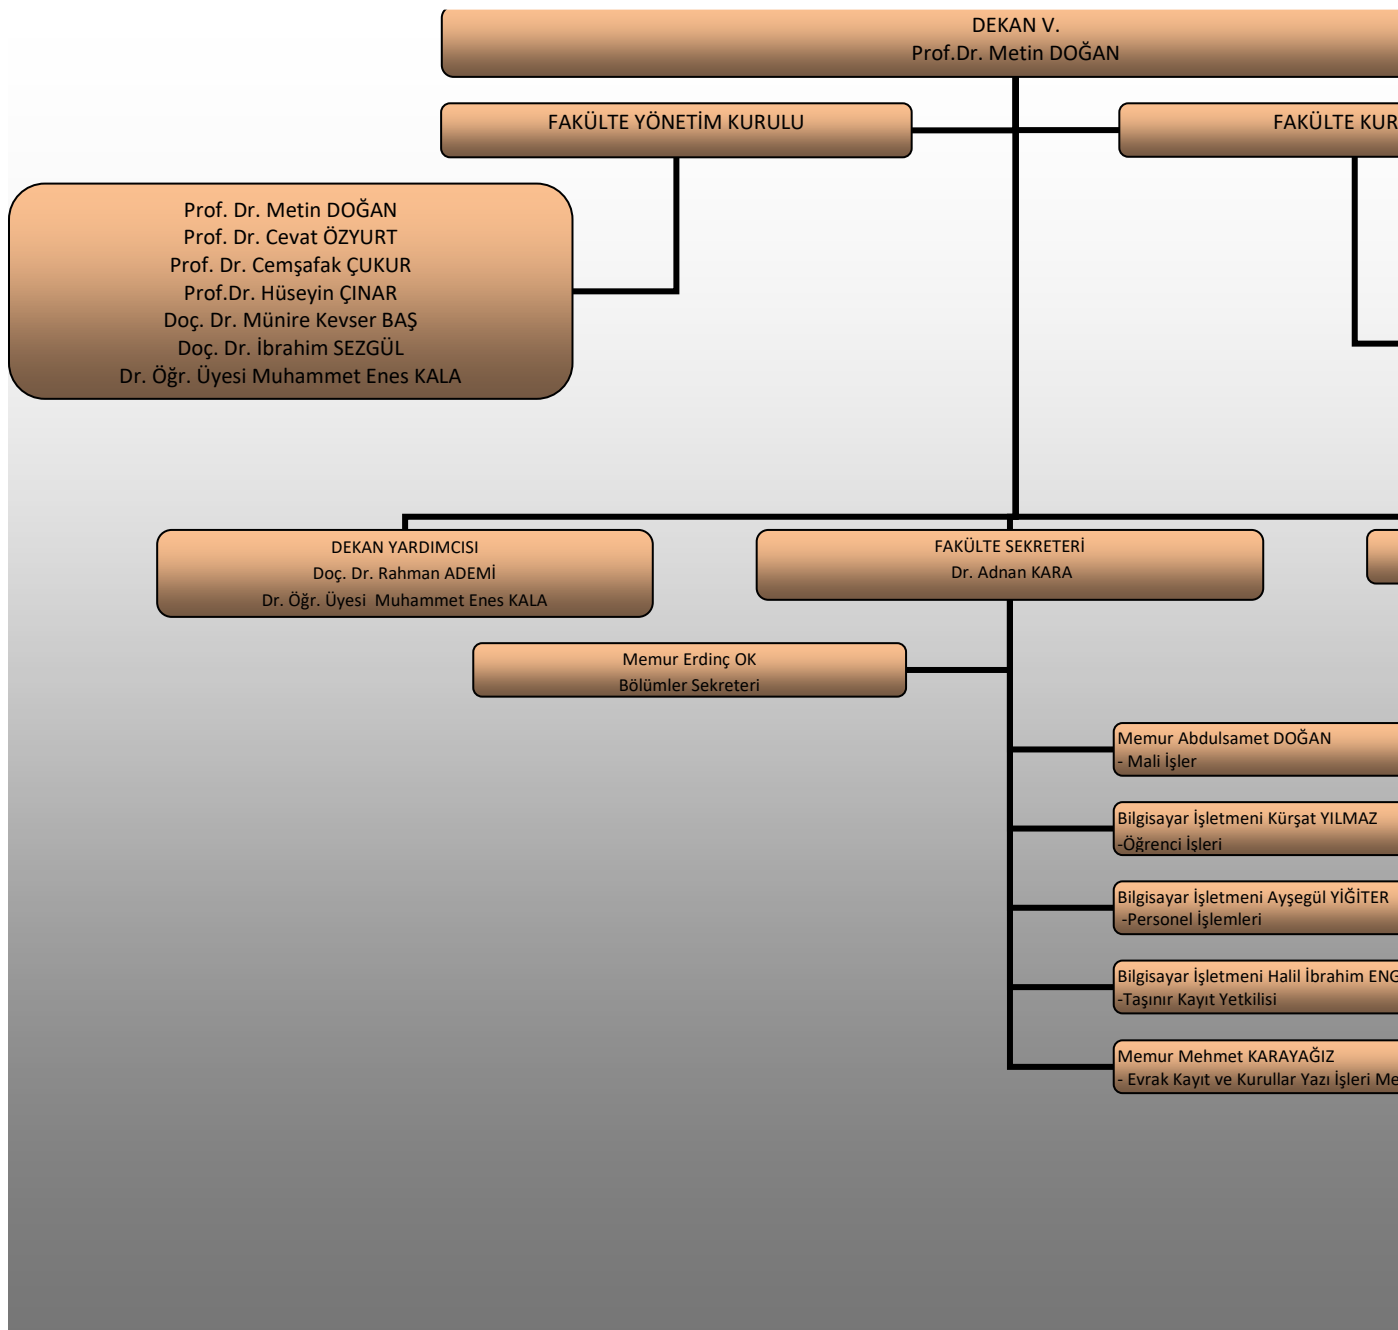 DEKAN V.
Prof.Dr. Metin DOĞAN
FAKÜLTE YÖNETİM KURULU
FAKÜLTE KUR
Prof. Dr. Metin DOĞAN
Prof. Dr. Cevat ÖZYURT
Prof. Dr. Cemşafak ÇUKUR
Prof.Dr. Hüseyin ÇINAR
Doç. Dr. Münire Kevser BAŞ
Doç. Dr. İbrahim SEZGÜL
Dr. Öğr. Üyesi Muhammet Enes KALA
DEKAN YARDIMCISI
Doç. Dr. Rahman ADEMİ
Dr. Öğr. Üyesi  Muhammet Enes KALA
FAKÜLTE SEKRETERİ
Dr. Adnan KARA
Memur Erdinç OK
Bölümler Sekreteri
Memur Abdulsamet DOĞAN
- Mali İşler
Bilgisayar İşletmeni Kürşat YILMAZ
-Öğrenci İşleri
Bilgisayar İşletmeni Ayşegül YİĞİTER
-Personel İşlemleri
Bilgisayar İşletmeni Halil İbrahim ENG
-Taşınır Kayıt Yetkilisi
Memur Mehmet KARAYAĞIZ
- Evrak Kayıt ve Kurullar Yazı İşleri Me